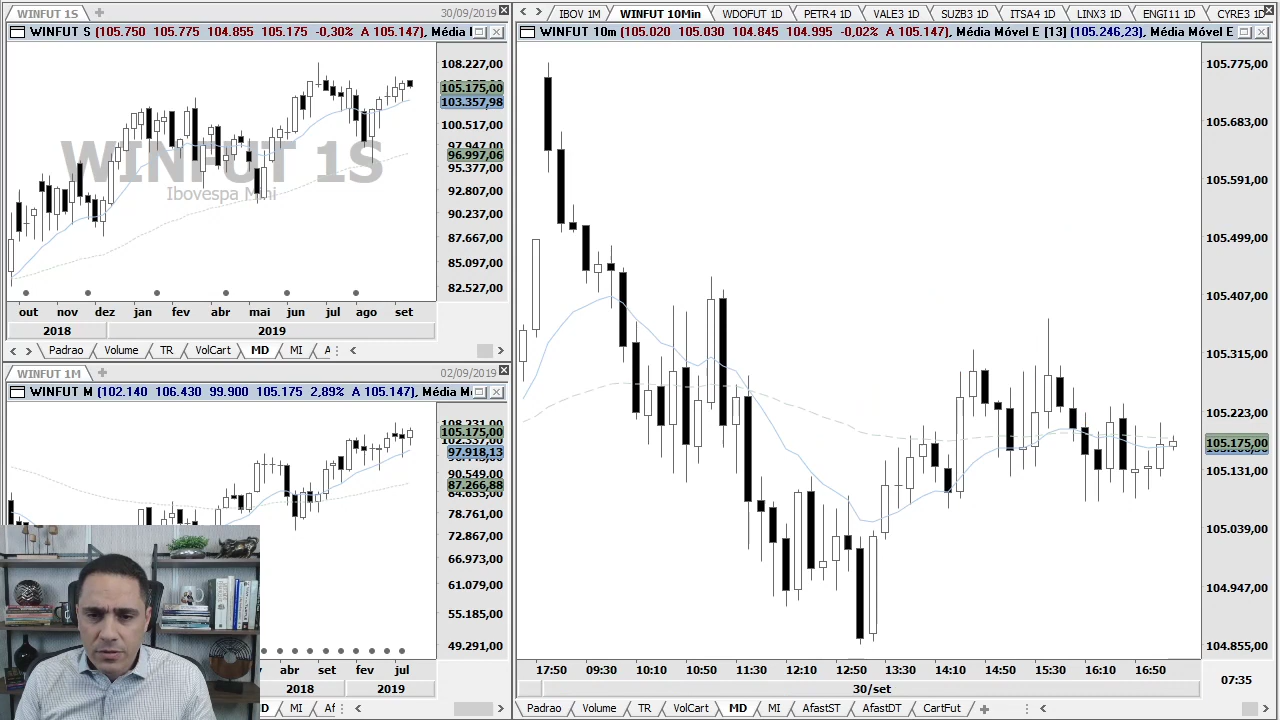 WINFUT 1S
30/09/2019
WINFUT S (105.750 105.775 104.855 105.175 -0,30% A 105.147), Média
108.227,00
105.175,00
103.357,98
100.517,00
97.942,00
96.997,06
95.377,00
92.807,00
90.237,00
87.667,00
85.097,00
82.527,00
WINFUT 1S
Ibovespa Mini
out nov dez jan fev abr mai jun jul ago set
2018 2019
Padrao Volume TR VolCart MD MI A
WINFUT 1M
02/09/2019
WINFUT M (102.140 106.430 99.900 105.175 2,89% A 105.147), Média M
108.231,00
105.175,00
102.337,00
97.918,13
90.549,00
87.266,88
84.655,00
78.761,00
72.867,00
66.973,00
61.079,00
55.185,00
49.291,00
abr set fev jul
2018 2019
D MI Af
IBOV 1M WINFUT 10Min WDOFUT 1D PETR4 1D VALE3 1D SUZB3 1D ITSA4 1D LINX3 1D ENGI11 1D CYRE3 1D
WINFUT 10m (105.020 105.030 104.845 104.995 -0,02% A 105.147), Média Móvel E [13] (105.246,23), Média Móvel E
105.775,00
105.683,00
105.591,00
105.499,00
105.407,00
105.315,00
105.223,00
105.175,00
105.131,00
105.039,00
104.947,00
104.855,00
17:50 09:30 10:10 10:50 11:30 12:10 12:50 13:30 14:10 14:50 15:30 16:10 16:50
30/set
07:35
Padrao Volume TR VolCart MD MI AfastST AfastDT CartFut